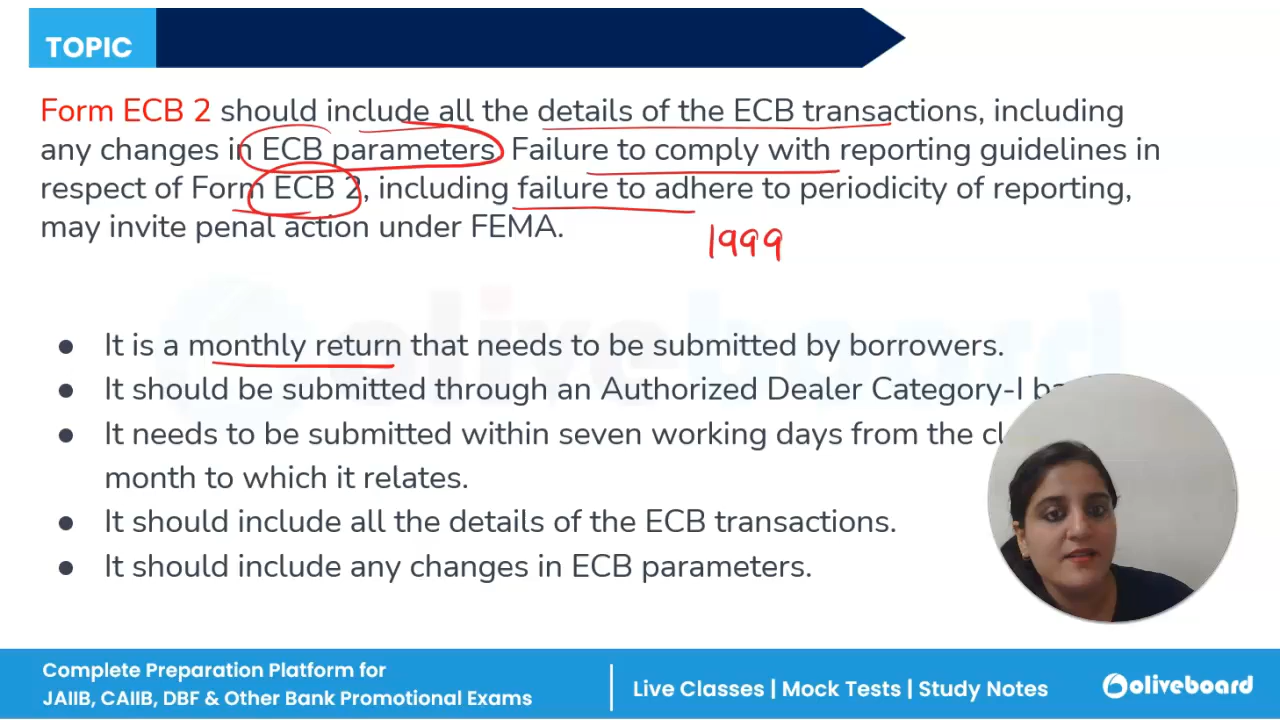 TOPIC
Form ECB 2 should include all the details of the ECB transactions, including
any changes in ECB parameters. Failure to comply with reporting guidelines in
respect of Form ECB 2, including failure to adhere to periodicity of reporting,
may invite penal action under FEMA.
1999
oliveboard
● It is a monthly return that needs to be submitted by borrowers.
● It should be submitted through an Authorized Dealer Category-I
● It needs to be submitted within seven working days from the
month to which it relates.
● It should include all the details of the ECB transactions.
● It should include any changes in ECB parameters.
Complete Preparation Platform for
JAIIB, CAIIB, DBF & Other Bank Promotional Exams
Live Classes | Mock Tests | Study Notes
oliveboard